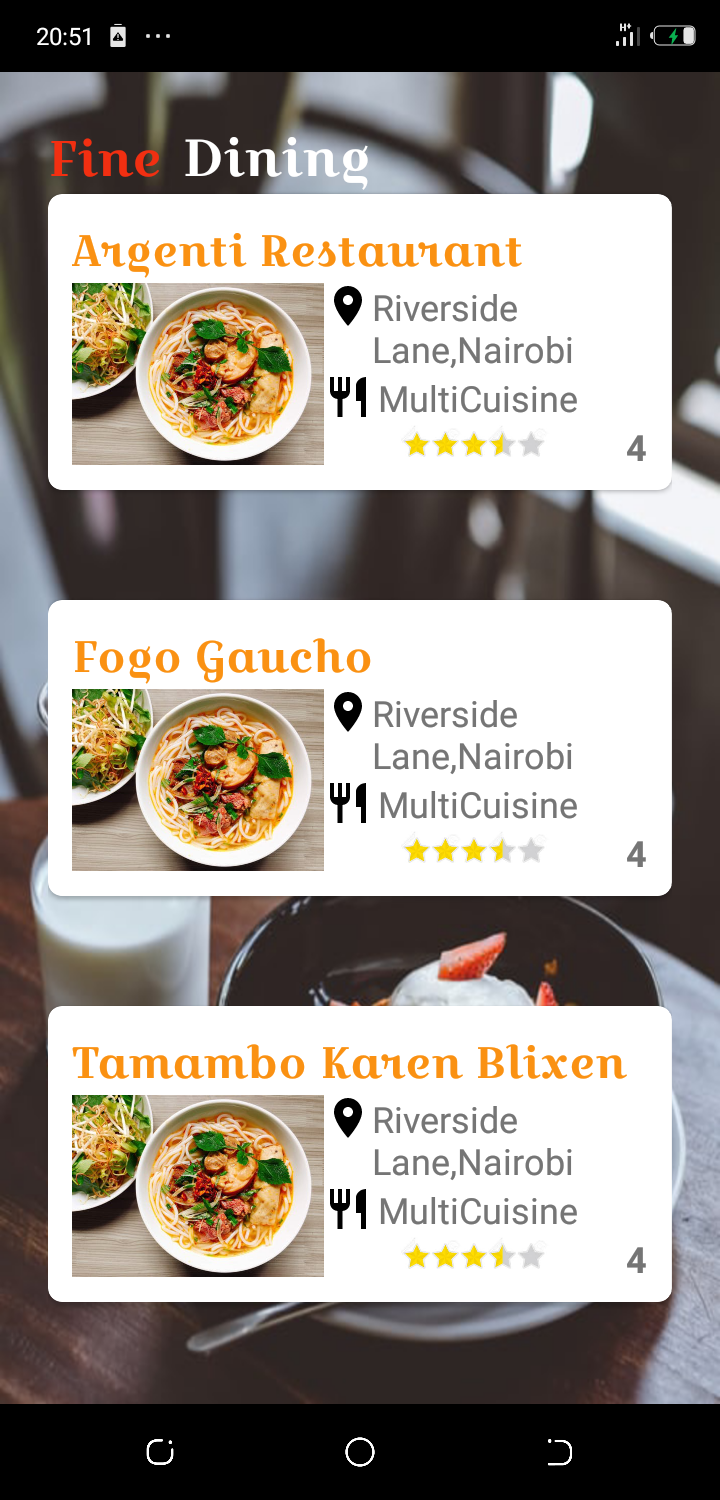 20:51
H+
Fine Dining
Argenti Restaurant
Riverside
Lane,Nairobi
MultiCuisine
4
Fogo Gaucho
Riverside
Lane,Nairobi
MultiCuisine
4
Tamambo Karen Blixen
Riverside
Lane,Nairobi
MultiCuisine
4